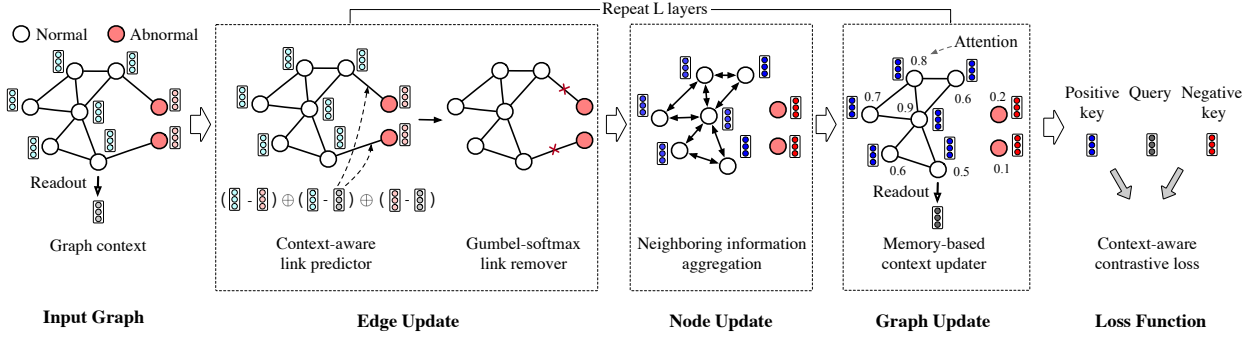 Repeat L layers
Normal
Abnormal
Readout
Graph context
Input Graph
( - ) ⊕ ( - ) ⊕ ( - )
Context-aware
link predictor
Gumbel-softmax
link remover
Edge Update
Neighboring information
aggregation
Node Update
Attention
0.8
0.6
0.7
0.9
0.2
0.6
0.5
0.1
Readout
Memory-based
context updater
Graph Update
Positive
key
Query
Negative
key
Context-aware
contrastive loss
Loss Function